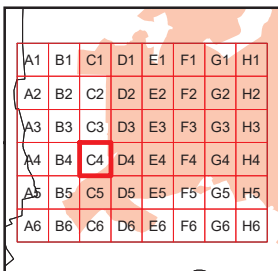 A1 B1 C1 D1 E1 F1 G1 H1
A2 B2 C2 D2 E2 F2 G2 H2
A3 B3 C3 D3 E3 F3 G3 H3
A4 B4 C4 D4 E4 F4 G4 H4
A5 B5 C5 D5 E5 F5 G5 H5
A6 B6 C6 D6 E6 F6 G6 H6